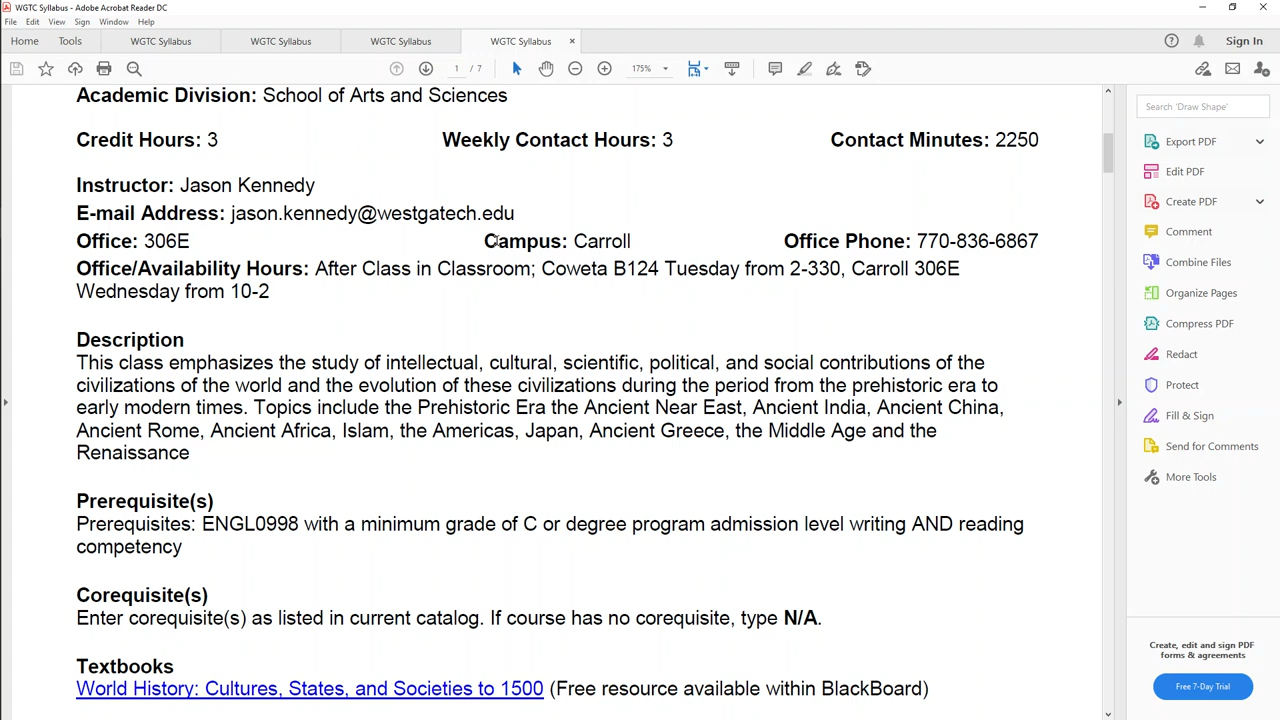 WGTC Syllabus - Adobe Acrobat Reader DC
File Edit View Sign Window Help
Home Tools WGTC Syllabus WGTC Syllabus WGTC Syllabus WGTC Syllabus × Sign In
1 / 7 175%
Academic Division: School of Arts and Sciences
Credit Hours: 3 Weekly Contact Hours: 3 Contact Minutes: 2250
Instructor: Jason Kennedy
E-mail Address: jason.kennedy@westgatech.edu
Office: 306E Campus: Carroll Office Phone: 770-836-6867
Office/Availability Hours: After Class in Classroom; Coweta B124 Tuesday from 2-330, Carroll 306E
Wednesday from 10-2
Description
This class emphasizes the study of intellectual, cultural, scientific, political, and social contributions of the
civilizations of the world and the evolution of these civilizations during the period from the prehistoric era to
early modern times. Topics include the Prehistoric Era the Ancient Near East, Ancient India, Ancient China,
Ancient Rome, Ancient Africa, Islam, the Americas, Japan, Ancient Greece, the Middle Age and the
Renaissance
Prerequisite(s)
Prerequisites: ENGL0998 with a minimum grade of C or degree program admission level writing AND reading
competency
Corequisite(s)
Enter corequisite(s) as listed in current catalog. If course has no corequisite, type N/A.
Textbooks
World History: Cultures, States, and Societies to 1500 (Free resource available within BlackBoard)
Search 'Draw Shape'
Export PDF
Edit PDF
Create PDF
Comment
Combine Files
Organize Pages
Compress PDF
Redact
Protect
Fill & Sign
Send for Comments
More Tools
Create, edit and sign PDF
forms & agreements
Free 7-Day Trial